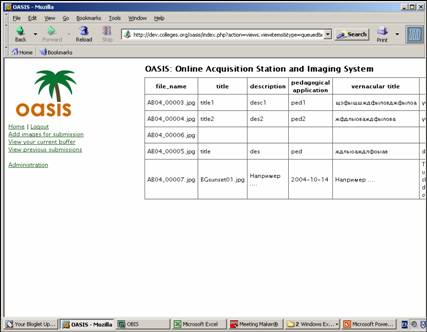 OASIS - Mozilla
File Edit View Go Bookmarks Tools Window Help
Back Forward Reload Stop http://dev.colleges.org/oasis/index.php?action=views.viewitems&type=queued& Search Print
Home Bookmarks
oasis
Home | Logout
Add images for submission
View your current buffer
View previous submissions
Administration
OASIS: Online Acquisition Station and Imaging System
file_name title description pedagogical application vernacular title
AB04_00003.jpg title1 desc1 ped1
AB04_00004.jpg title2 des2 ped2
AB04_00006.jpg
AB04_00005.jpg title des ped
AB04_00007.jpg EGsunset01.jpg Например .... 2004-10-14 Например ....
Your Bloglet Up... OASIS - Mozilla OBIS Microsoft Excel Meeting Maker® 2 Windows Ex... Microsoft Powe... EN